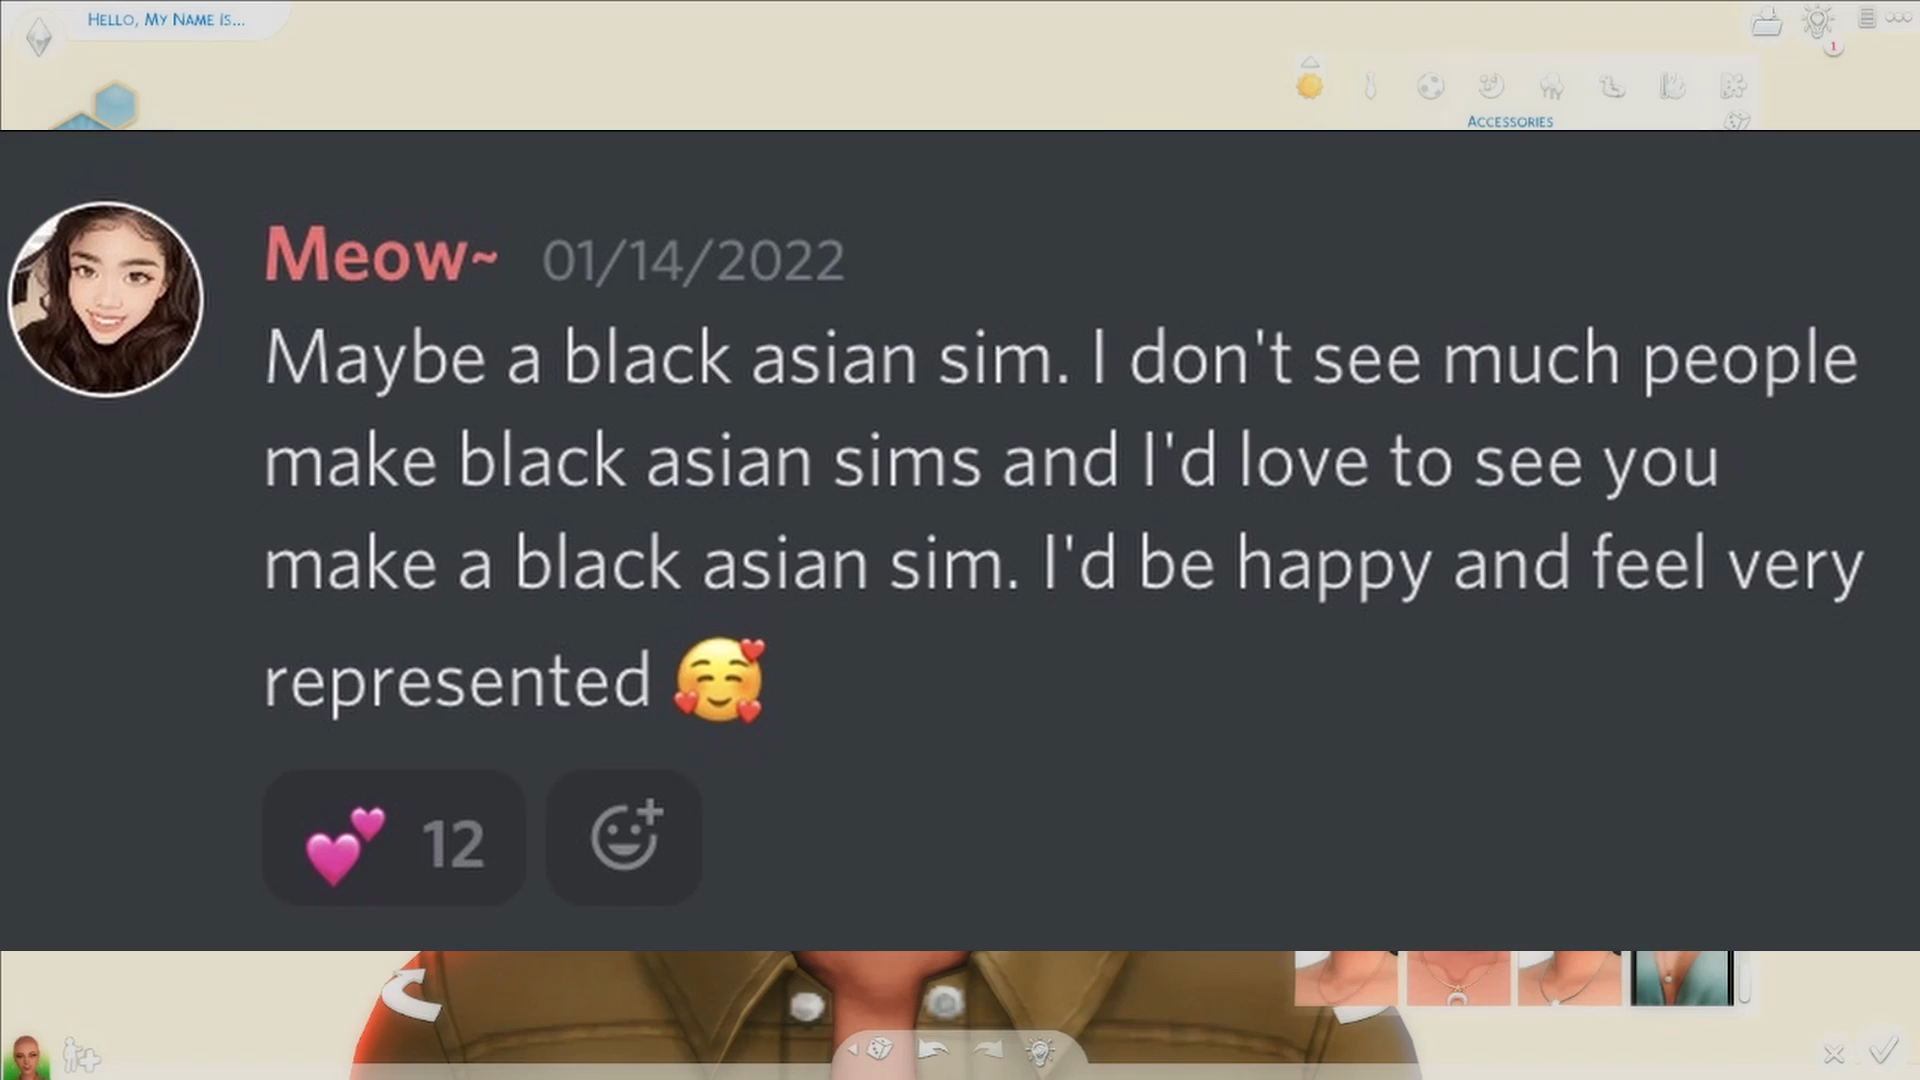 Hello, My Name is...
1
Accessories
Meow~ 01/14/2022
Maybe a black asian sim. I don't see much people
make black asian sims and I'd love to see you
make a black asian sim. I'd be happy and feel very
represented 🥰
💕 12